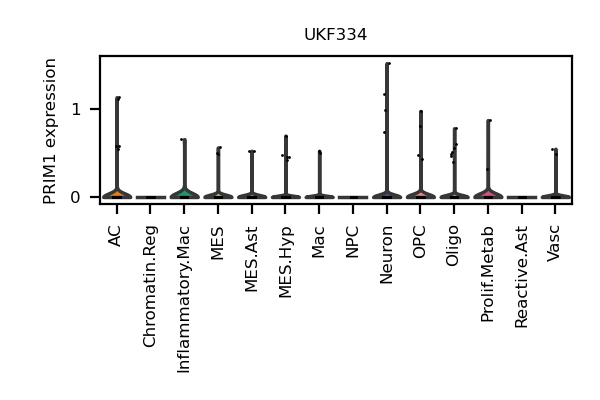 UKF334
PRIM1 expression
1
0
AC
Chromatin.Reg
Inflammatory.Mac
MES
MES.Ast
MES.Hyp
Mac
NPC
Neuron
OPC
Oligo
Prolif.Metab
Reactive.Ast
Vasc